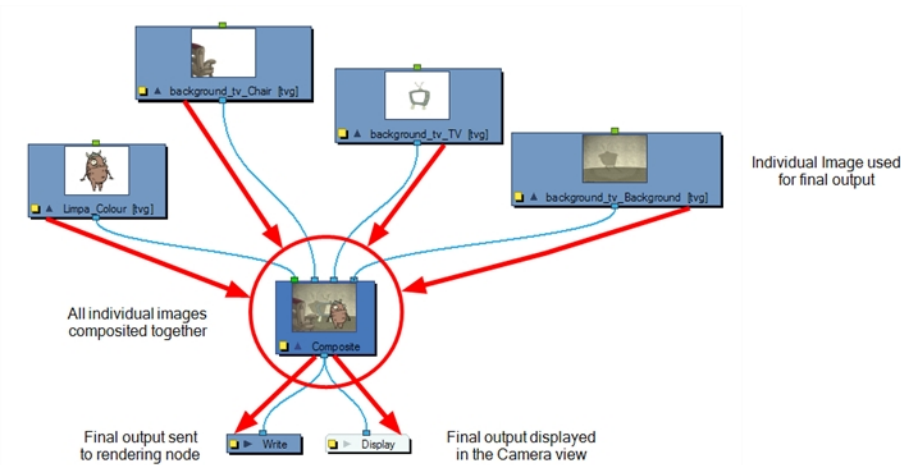 background_tv_Chair [tvg]
background_tv_TV [tvg]
Limpa_Colour [tvg]
background_tv_Background [tvg]
Individual Image used
for final output
All individual images
composited together
Composite
Final output sent
to rendering node
Write
Display
Final output displayed
in the Camera view